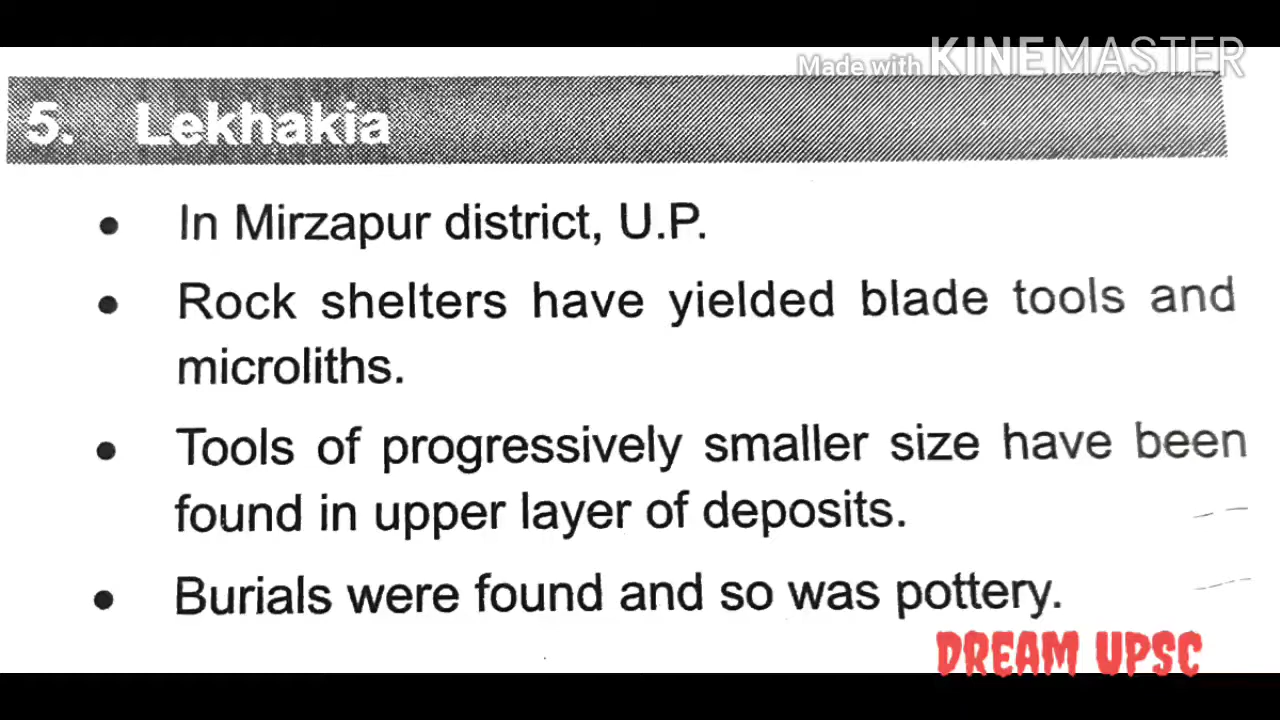 Made with KINEMASTER
5. Lekhakia
• In Mirzapur district, U.P.
• Rock shelters have yielded blade tools and
microliths.
• Tools of progressively smaller size have been
found in upper layer of deposits.
• Burials were found and so was pottery.
DREAM UPSC